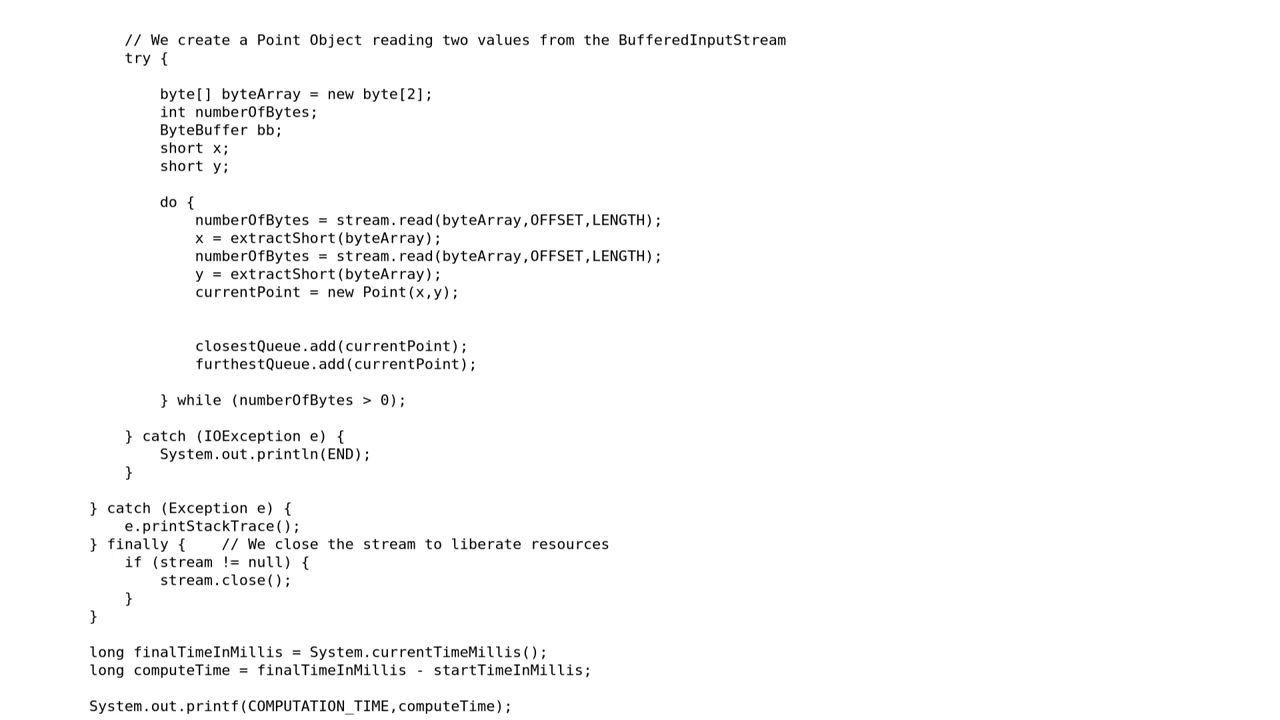 // We create a Point Object reading two values from the BufferedInputStream
try {
byte[] byteArray = new byte[2];
int numberOfBytes;
ByteBuffer bb;
short x;
short y;
do {
numberOfBytes = stream.read(byteArray,OFFSET,LENGTH);
x = extractShort(byteArray);
numberOfBytes = stream.read(byteArray,OFFSET,LENGTH);
y = extractShort(byteArray);
currentPoint = new Point(x,y);
closestQueue.add(currentPoint);
furthestQueue.add(currentPoint);
} while (numberOfBytes > 0);
} catch (IOException e) {
System.out.println(END);
}
} catch (Exception e) {
e.printStackTrace();
} finally {    // We close the stream to liberate resources
if (stream != null) {
stream.close();
}
}
long finalTimeInMillis = System.currentTimeMillis();
long computeTime = finalTimeInMillis - startTimeInMillis;
System.out.printf(COMPUTATION_TIME,computeTime);